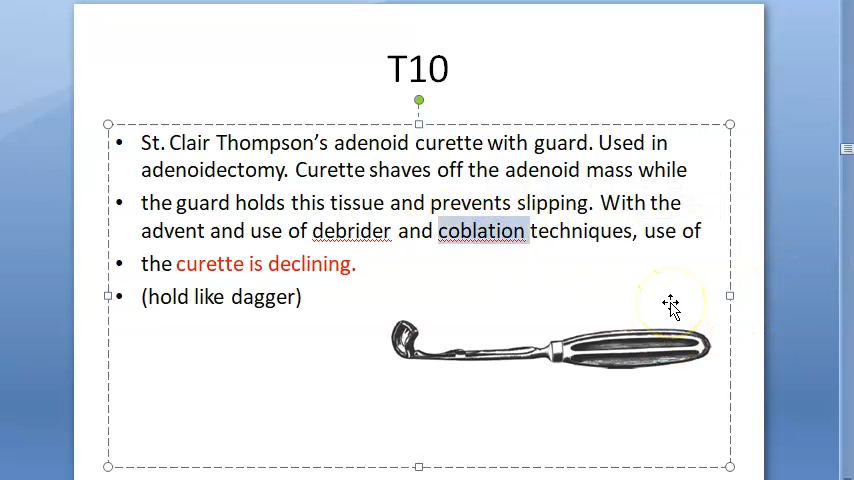 T10
• St. Clair Thompson’s adenoid curette with guard. Used in
adenoidectomy. Curette shaves off the adenoid mass while
• the guard holds this tissue and prevents slipping. With the
advent and use of debrider and coblation techniques, use of
• the curette is declining.
• (hold like dagger)